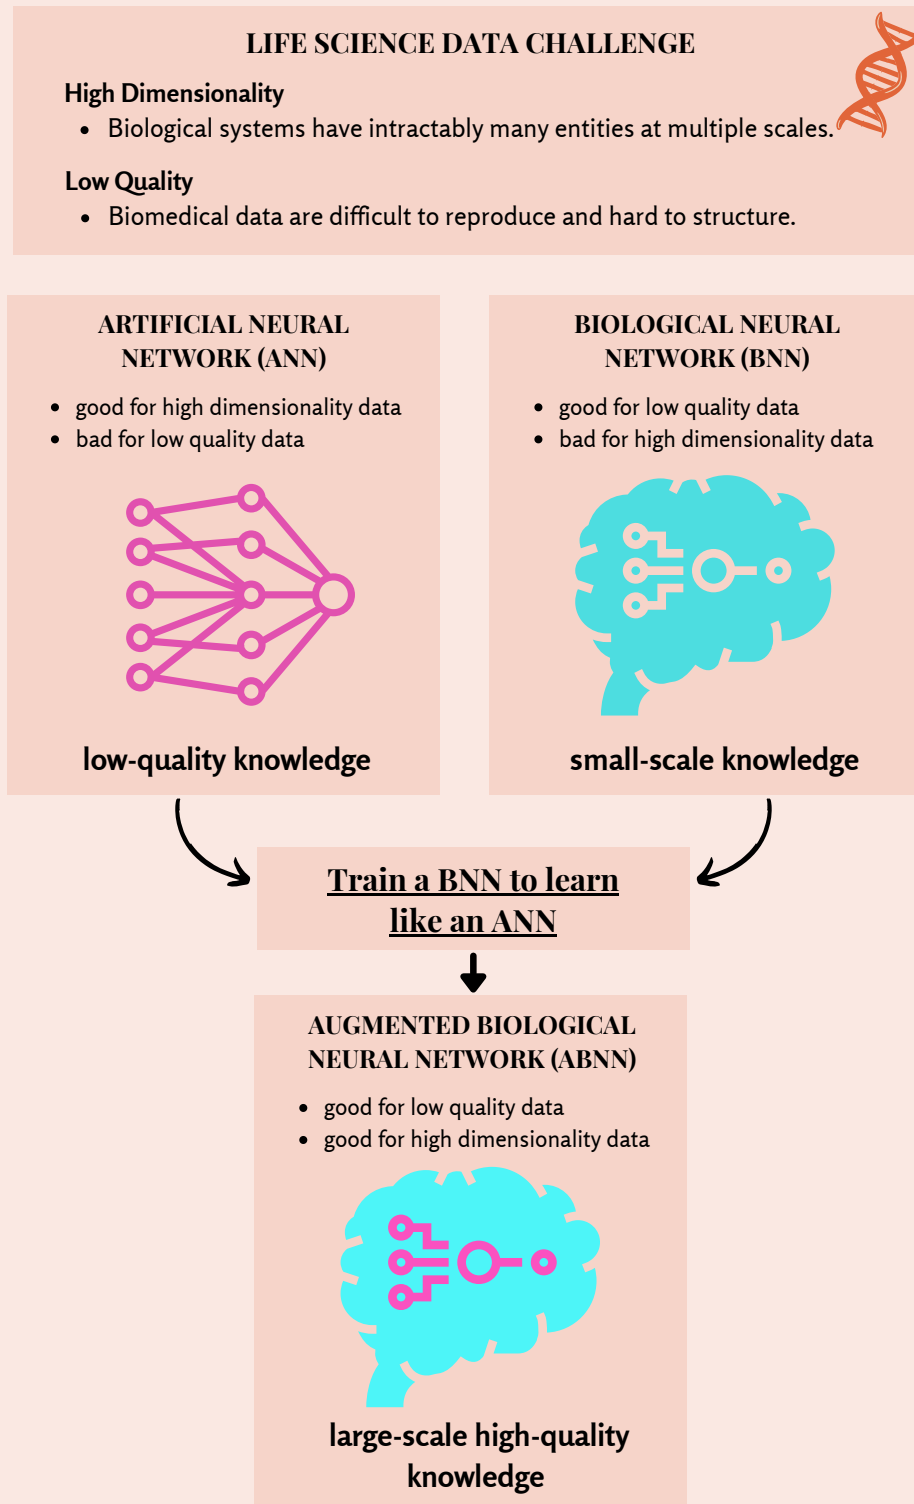 LIFE SCIENCE DATA CHALLENGE
High Dimensionality
• Biological systems have intractably many entities at multiple scales.
Low Quality
• Biomedical data are difficult to reproduce and hard to structure.
ARTIFICIAL NEURAL
NETWORK (ANN)
• good for high dimensionality data
• bad for low quality data
low-quality knowledge
BIOLOGICAL NEURAL
NETWORK (BNN)
• good for low quality data
• bad for high dimensionality data
small-scale knowledge
Train a BNN to learn
like an ANN
AUGMENTED BIOLOGICAL
NEURAL NETWORK (ABNN)
• good for low quality data
• good for high dimensionality data
large-scale high-quality
knowledge